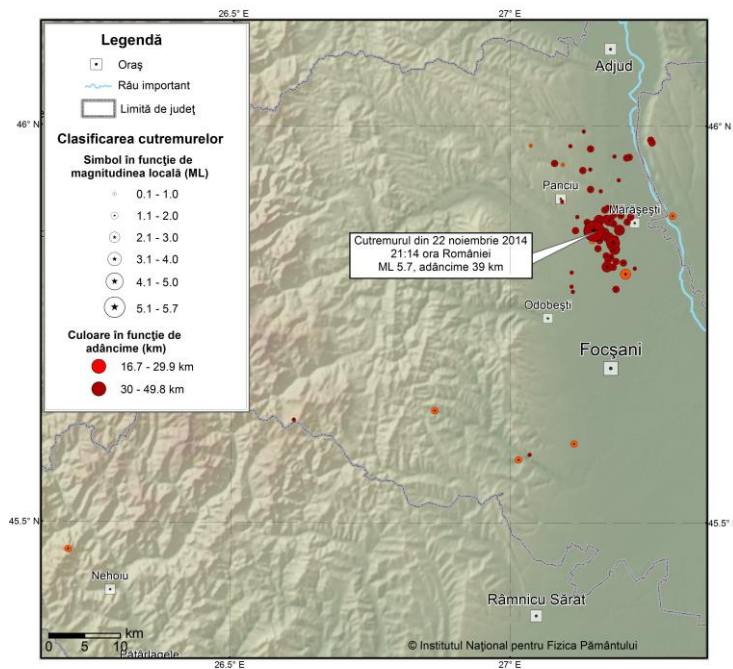 26.5° E
27° E
Legendă
Oraş
Râu important
Limită de judeţ
Clasificarea cutremurelor
Simbol în funcţie de
magnitudinea locală (ML)
0.1 - 1.0
1.1 - 2.0
2.1 - 3.0
3.1 - 4.0
4.1 - 5.0
5.1 - 5.7
Culoare în funcţie de
adâncime (km)
16.7 - 29.9 km
30 - 49.8 km
Adjud
46° N
46° N
Panciu
Mărăşeşti
Cutremurul din 22 noiembrie 2014
21:14 ora României
ML 5.7, adâncime 39 km
Odobeşti
Focşani
45.5° N
45.5° N
Nehoiu
Râmnicu Sărat
km
0 5 10
Pătârlagele
© Institutul Naţional pentru Fizica Pământului
26.5° E
27° E